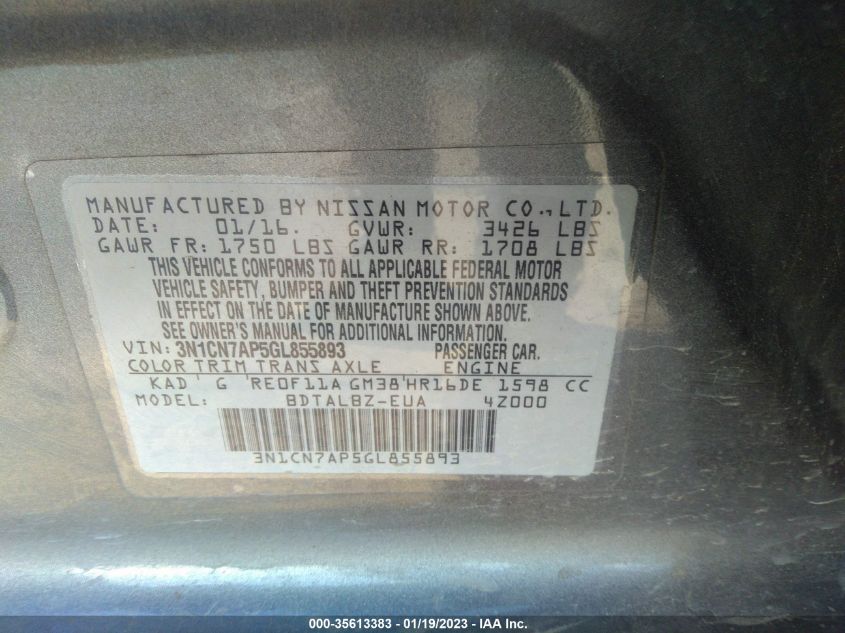 MANUFACTURED BY NISSAN MOTOR CO.,LTD.
DATE: 01/16. GVWR: 3426 LBS
GAWR FR: 1750 LBS GAWR RR: 1708 LBS
THIS VEHICLE CONFORMS TO ALL APPLICABLE FEDERAL MOTOR
VEHICLE SAFETY, BUMPER AND THEFT PREVENTION STANDARDS
IN EFFECT ON THE DATE OF MANUFACTURE SHOWN ABOVE.
SEE OWNER'S MANUAL FOR ADDITIONAL INFORMATION.
VIN: 3N1CN7AP5GL855893 PASSENGER CAR.
COLOR TRIM TRANS AXLE ENGINE
KAD G RE0F11A GM38 HR16DE 1598 CC
MODEL: BDTALBZ-EUA 4Z000
3N1CN7AP5GL855893
000-35613383 - 01/19/2023 - IAA Inc.